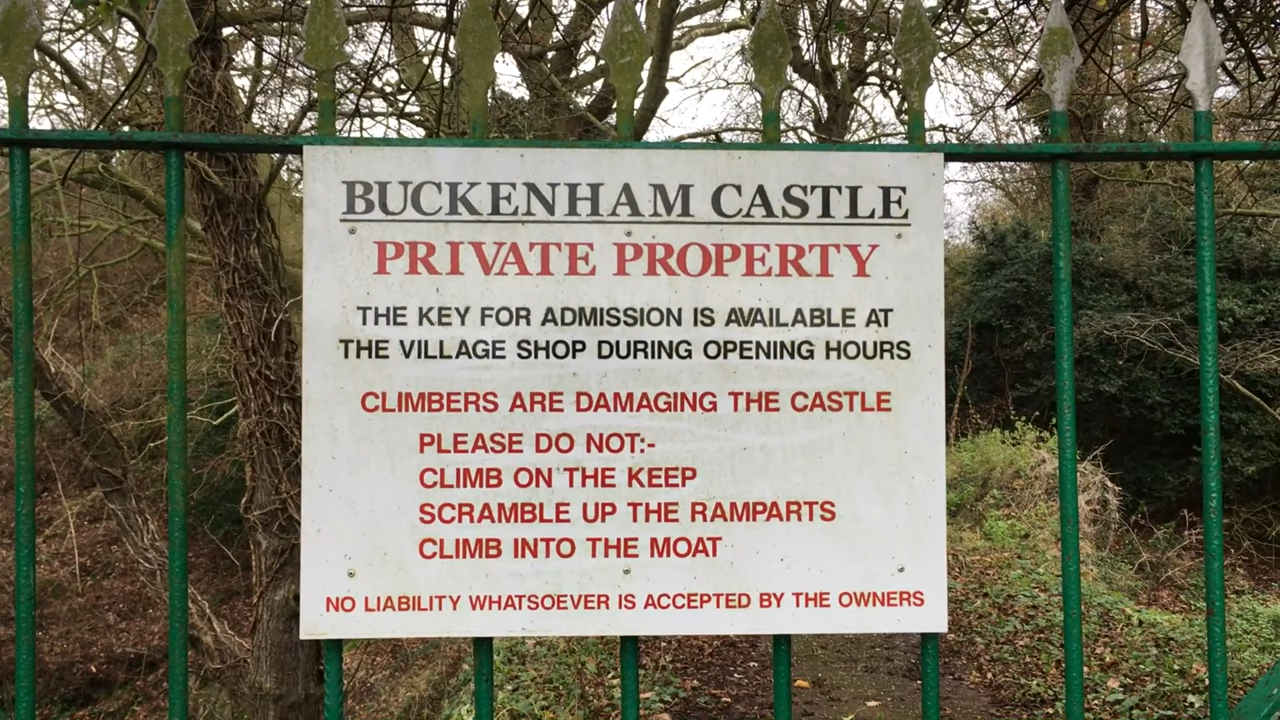 BUCKENHAM CASTLE
PRIVATE PROPERTY
THE KEY FOR ADMISSION IS AVAILABLE AT
THE VILLAGE SHOP DURING OPENING HOURS
CLIMBERS ARE DAMAGING THE CASTLE
PLEASE DO NOT:-
CLIMB ON THE KEEP
SCRAMBLE UP THE RAMPARTS
CLIMB INTO THE MOAT
NO LIABILITY WHATSOEVER IS ACCEPTED BY THE OWNERS